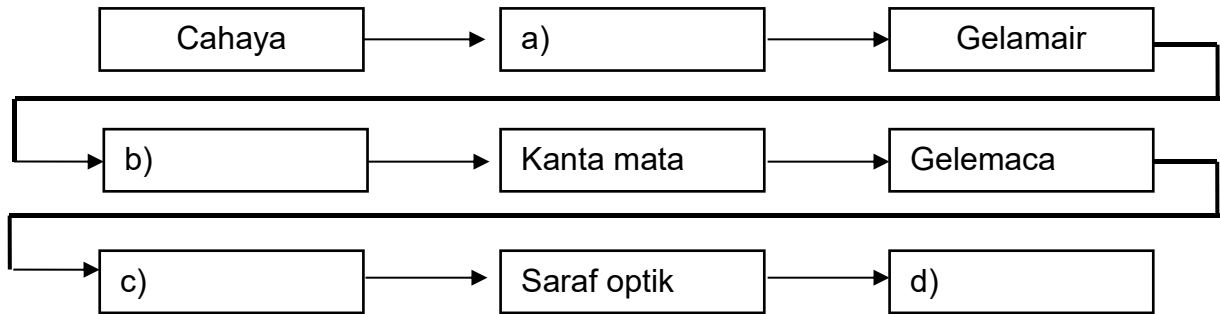 Cahaya
a)
Gelamair
b)
Kanta mata
Gelemaca
c)
Saraf optik
d)